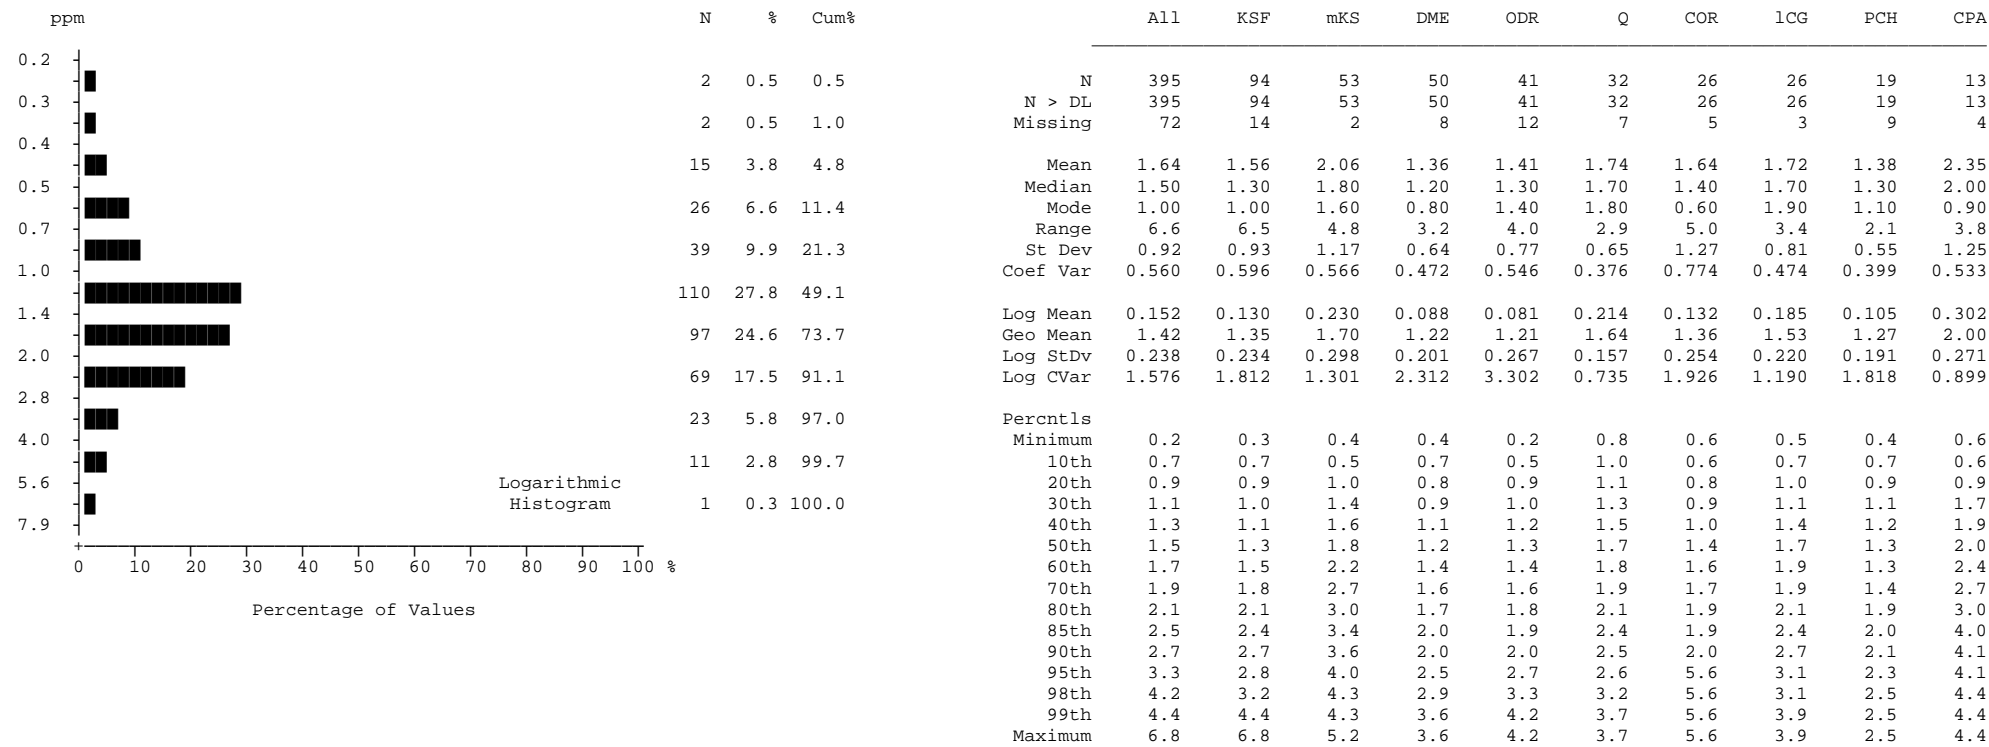 ppm N % Cum% All KSF mKS DME ODR Q COR lCG PCH CPA
0.2
2 0.5 0.5 N 395 94 53 50 41 32 26 26 19 13
0.3 N > DL 395 94 53 50 41 32 26 26 19 13
2 0.5 1.0 Missing 72 14 2 8 12 7 5 3 9 4
0.4
15 3.8 4.8 Mean 1.64 1.56 2.06 1.36 1.41 1.74 1.64 1.72 1.38 2.35
0.5 Median 1.50 1.30 1.80 1.20 1.30 1.70 1.40 1.70 1.30 2.00
26 6.6 11.4 Mode 1.00 1.00 1.60 0.80 1.40 1.80 0.60 1.90 1.10 0.90
0.7 Range 6.6 6.5 4.8 3.2 4.0 2.9 5.0 3.4 2.1 3.8
39 9.9 21.3 St Dev 0.92 0.93 1.17 0.64 0.77 0.65 1.27 0.81 0.55 1.25
1.0 Coef Var 0.560 0.596 0.566 0.472 0.546 0.376 0.774 0.474 0.399 0.533
110 27.8 49.1
1.4 Log Mean 0.152 0.130 0.230 0.088 0.081 0.214 0.132 0.185 0.105 0.302
97 24.6 73.7 Geo Mean 1.42 1.35 1.70 1.22 1.21 1.64 1.36 1.53 1.27 2.00
2.0 Log StDv 0.238 0.234 0.298 0.201 0.267 0.157 0.254 0.220 0.191 0.271
69 17.5 91.1 Log CVar 1.576 1.812 1.301 2.312 3.302 0.735 1.926 1.190 1.818 0.899
2.8
23 5.8 97.0 Percntls
4.0 Minimum 0.2 0.3 0.4 0.4 0.2 0.8 0.6 0.5 0.4 0.6
11 2.8 99.7 10th 0.7 0.7 0.5 0.7 0.5 1.0 0.6 0.7 0.7 0.6
5.6 Logarithmic 20th 0.9 0.9 1.0 0.8 0.9 1.1 0.8 1.0 0.9 0.9
Histogram 1 0.3 100.0 30th 1.1 1.0 1.4 0.9 1.0 1.3 0.9 1.1 1.1 1.7
7.9 40th 1.3 1.1 1.6 1.1 1.2 1.5 1.0 1.4 1.2 1.9
50th 1.5 1.3 1.8 1.2 1.3 1.7 1.4 1.7 1.3 2.0
0 10 20 30 40 50 60 70 80 90 100 % 60th 1.7 1.5 2.2 1.4 1.4 1.8 1.6 1.9 1.3 2.4
70th 1.9 1.8 2.7 1.6 1.6 1.9 1.7 1.9 1.4 2.7
Percentage of Values 80th 2.1 2.1 3.0 1.7 1.8 2.1 1.9 2.1 1.9 3.0
85th 2.5 2.4 3.4 2.0 1.9 2.4 1.9 2.4 2.0 4.0
90th 2.7 2.7 3.6 2.0 2.0 2.5 2.0 2.7 2.1 4.1
95th 3.3 2.8 4.0 2.5 2.7 2.6 5.6 3.1 2.3 4.1
98th 4.2 3.2 4.3 2.9 3.3 3.2 5.6 3.1 2.5 4.4
99th 4.4 4.4 4.3 3.6 4.2 3.7 5.6 3.9 2.5 4.4
Maximum 6.8 6.8 5.2 3.6 4.2 3.7 5.6 3.9 2.5 4.4